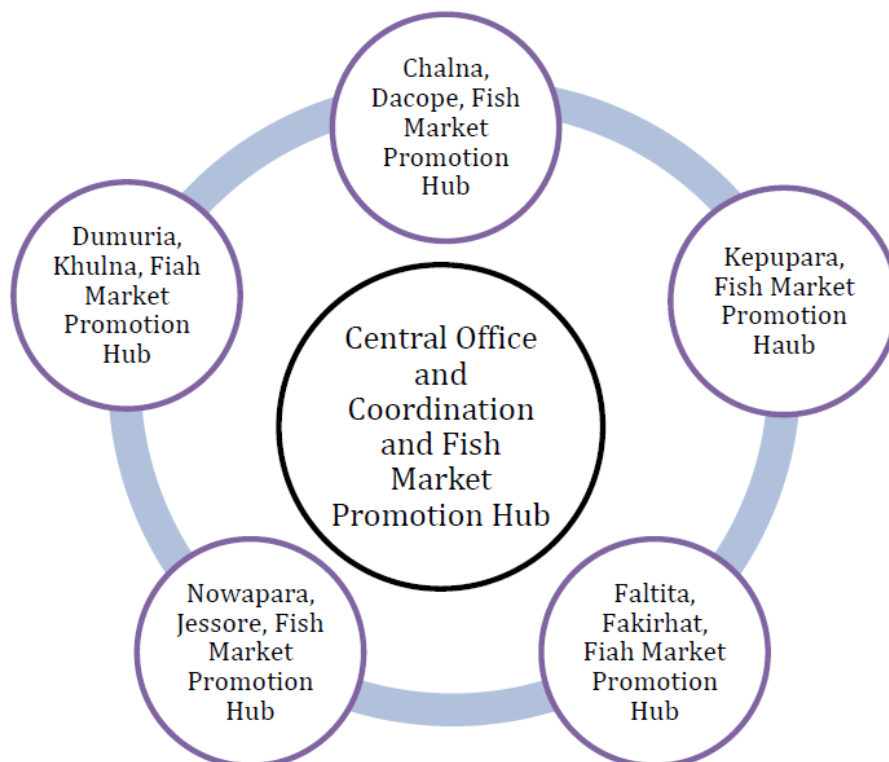 Chalna,
Dacope, Fish
Market
Promotion
Hub
Dumuria,
Khulna, Fiah
Market
Promotion
Hub
Kepupara,
Fish Market
Promotion
Haub
Central Office
and
Coordination
and Fish
Market
Promotion Hub
Nowapara,
Jessore, Fish
Market
Promotion
Hub
Faltita,
Fakirhat,
Fiah Market
Promotion
Hub